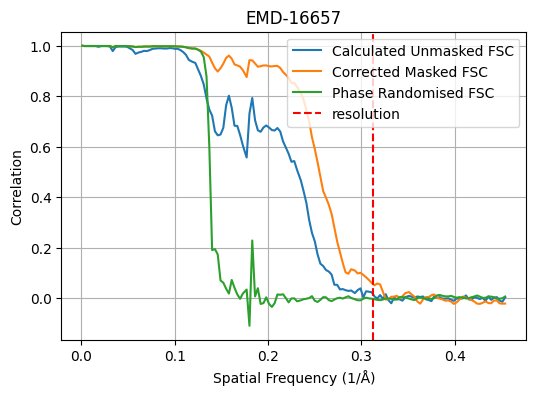 EMD-16657
Calculated Unmasked FSC
Corrected Masked FSC
Phase Randomised FSC
resolution
Correlation
1.0
0.8
0.6
0.4
0.2
0.0
0.0 0.1 0.2 0.3 0.4
Spatial Frequency (1/Å)